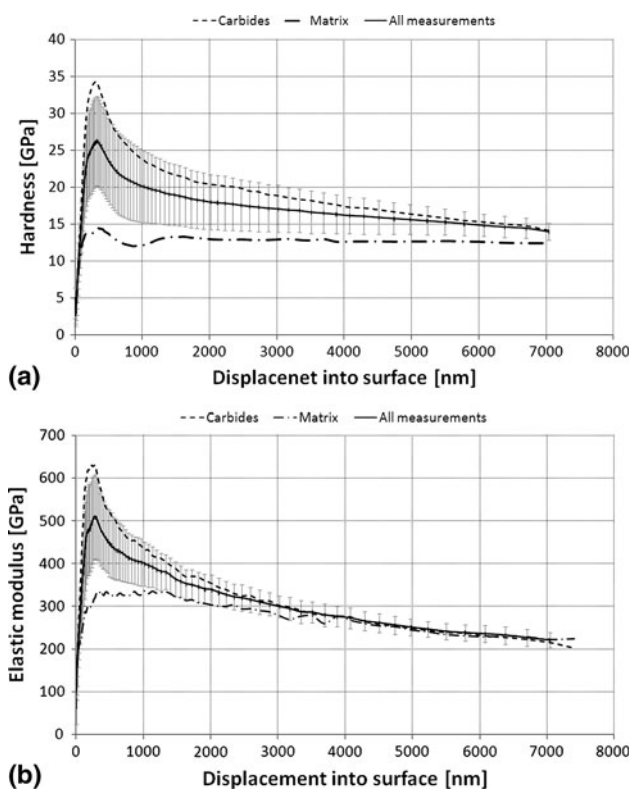 Carbides Matrix All measurements
40
35
30
25
20
15
10
5
0
Hardness [GPa]
0 1000 2000 3000 4000 5000 6000 7000 8000
(a) Displacenet into surface [nm]
Carbides Matrix All measurements
700
600
500
400
300
200
100
0
Elastic modulus [GPa]
0 1000 2000 3000 4000 5000 6000 7000 8000
(b) Displacement into surface [nm]